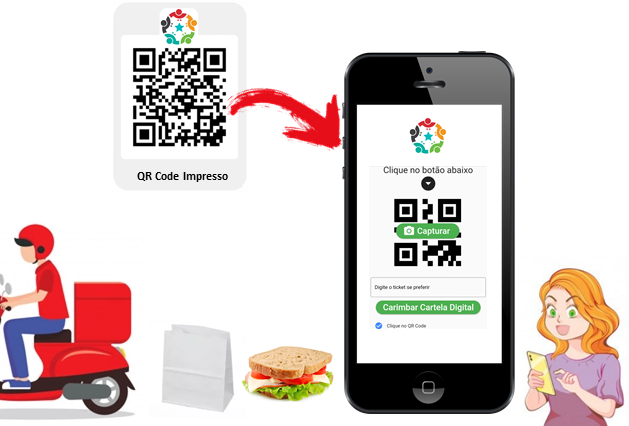 QR Code Impresso
Clique no botão abaixo
Capturar
Digite o ticket se preferir
Carimbar Cartela Digital
Clique no QR Code